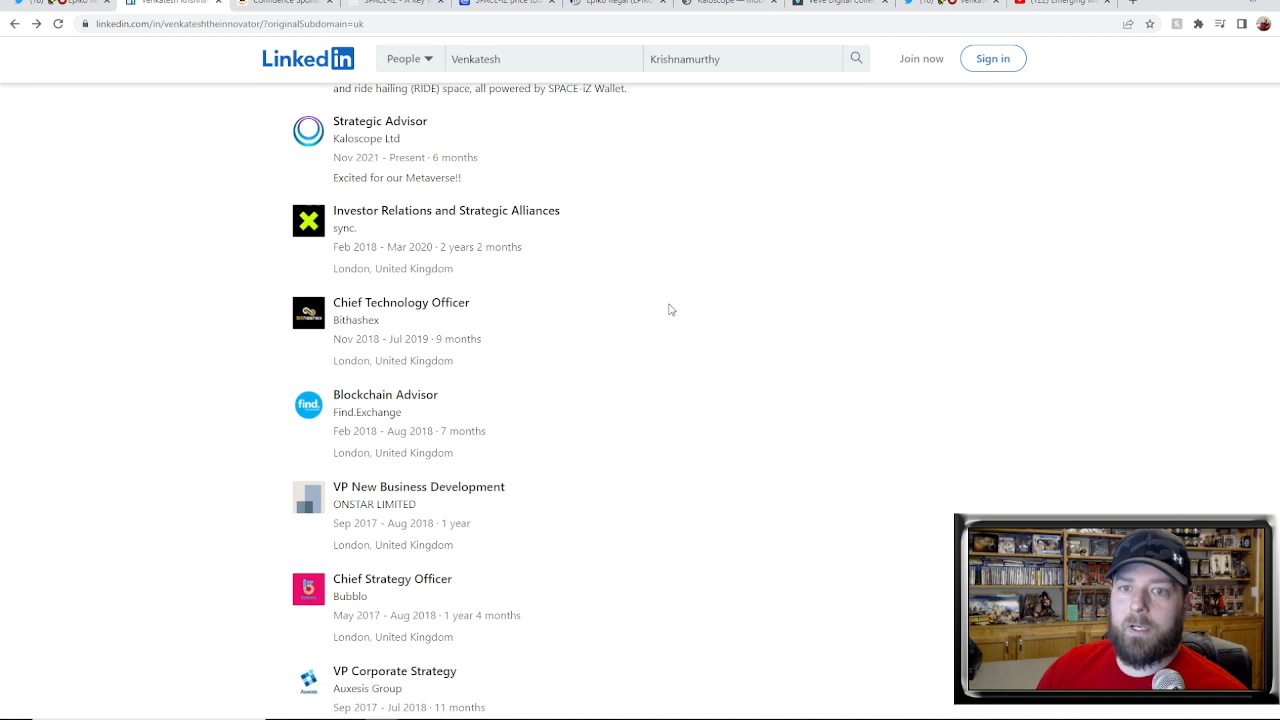 linkedin.com/in/venkateshtheinnovator/?originalSubdomain=uk
Linkedin People Venkatesh Krishnamurthy Join now Sign in
and ride hailing (RIDE) space, all powered by SPACE-iZ Wallet.
Strategic Advisor
Kaloscope Ltd
Nov 2021 - Present · 6 months
Excited for our Metaverse!!
Investor Relations and Strategic Alliances
sync.
Feb 2018 - Mar 2020 · 2 years 2 months
London, United Kingdom
Chief Technology Officer
Bithashex
Nov 2018 - Jul 2019 · 9 months
London, United Kingdom
find.
Blockchain Advisor
Find.Exchange
Feb 2018 - Aug 2018 · 7 months
London, United Kingdom
VP New Business Development
ONSTAR LIMITED
Sep 2017 - Aug 2018 · 1 year
London, United Kingdom
Chief Strategy Officer
Bubblo
May 2017 - Aug 2018 · 1 year 4 months
London, United Kingdom
VP Corporate Strategy
Auxesis
Auxesis Group
Sep 2017 - Jul 2018 · 11 months